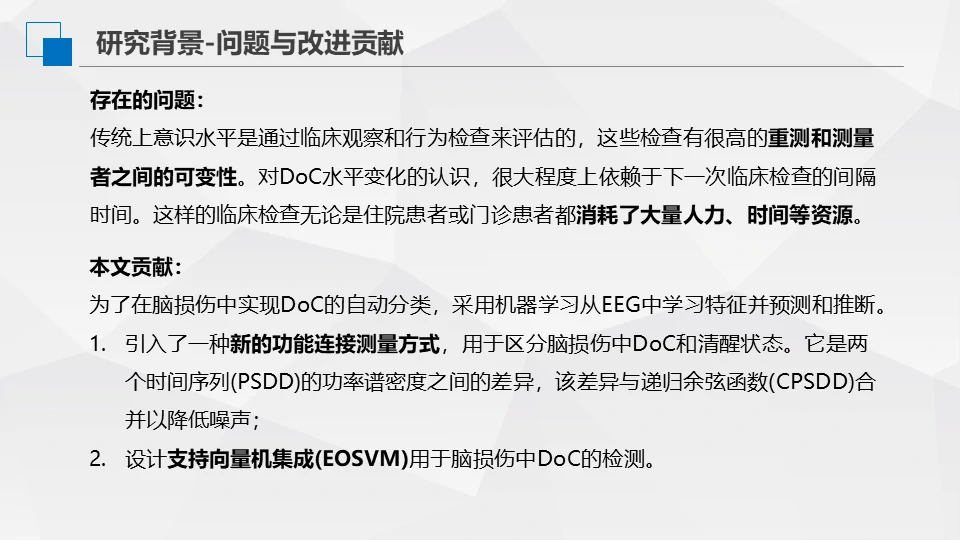 研究背景-问题与改进贡献
存在的问题：
传统上意识水平是通过临床观察和行为检查来评估的，这些检查有很高的重测和测量
者之间的可变性。对DoC水平变化的认识，很大程度上依赖于下一次临床检查的间隔
时间。这样的临床检查无论是住院患者或门诊患者都消耗了大量人力、时间等资源。
本文贡献：
为了在脑损伤中实现DoC的自动分类，采用机器学习从EEG中学习特征并预测和推断。
1. 引入了一种新的功能连接测量方式，用于区分脑损伤中DoC和清醒状态。它是两
个时间序列(PSDD)的功率谱密度之间的差异，该差异与递归余弦函数(CPSDD)合
并以降低噪声；
2. 设计支持向量机集成(EOSVM)用于脑损伤中DoC的检测。